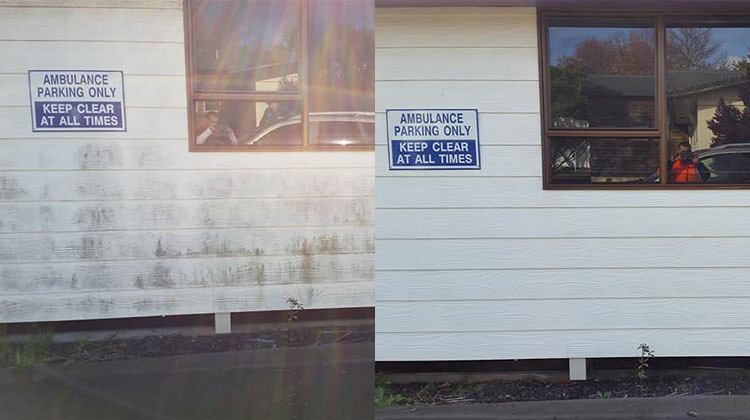 AMBULANCE
PARKING ONLY
KEEP CLEAR
AT ALL TIMES
AMBULANCE
PARKING ONLY
KEEP CLEAR
AT ALL TIMES